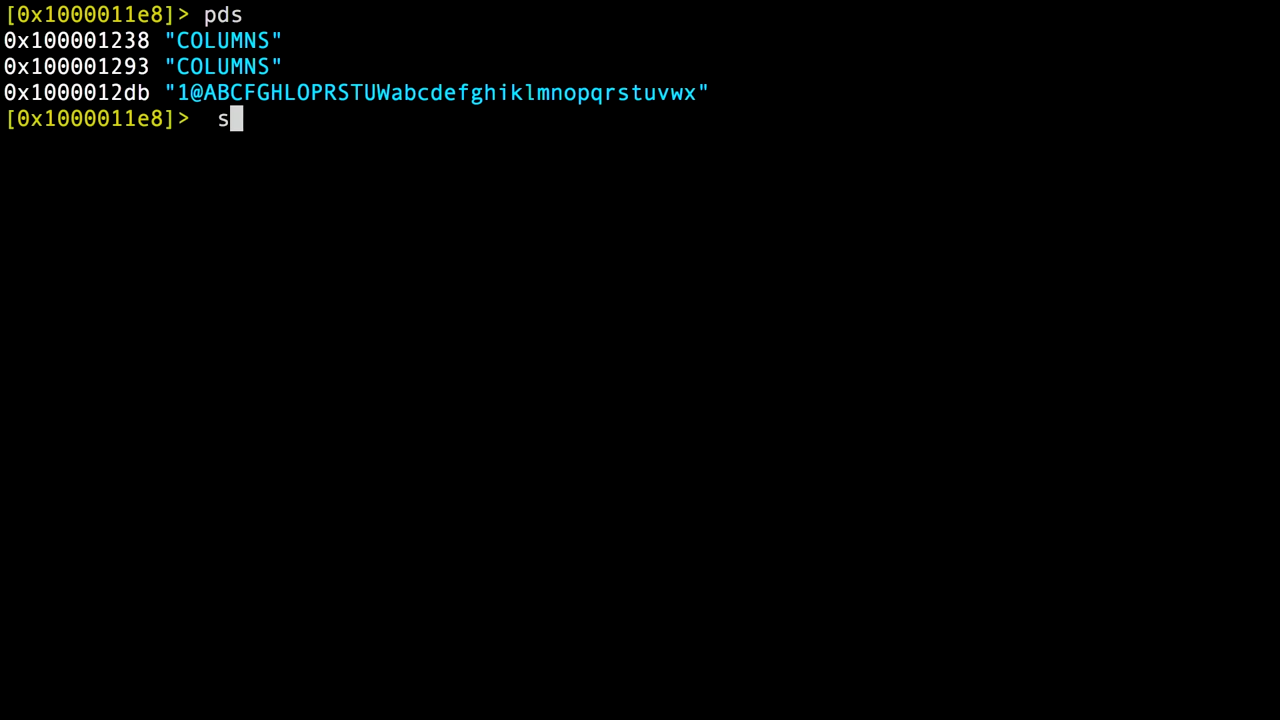 [0x1000011e8]> pds
0x100001238 "COLUMNS"
0x100001293 "COLUMNS"
0x1000012db "1@ABCFGHLOPRSTUWabcdefghiklmnopqrstuvwx"
[0x1000011e8]>  s